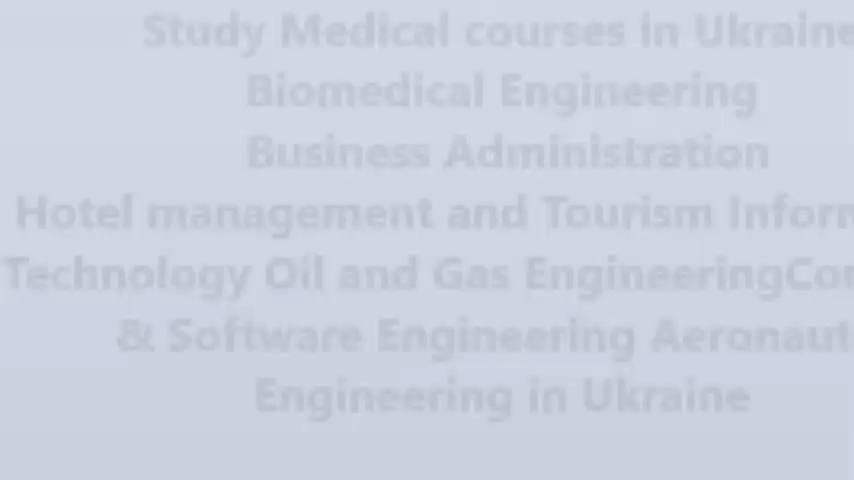 Study Medical courses in Ukraine
Biomedical Engineering
Business Administration
Hotel management and Tourism Inform
Technology Oil and Gas EngineeringCom
& Software Engineering Aeronaut
Engineering in Ukraine